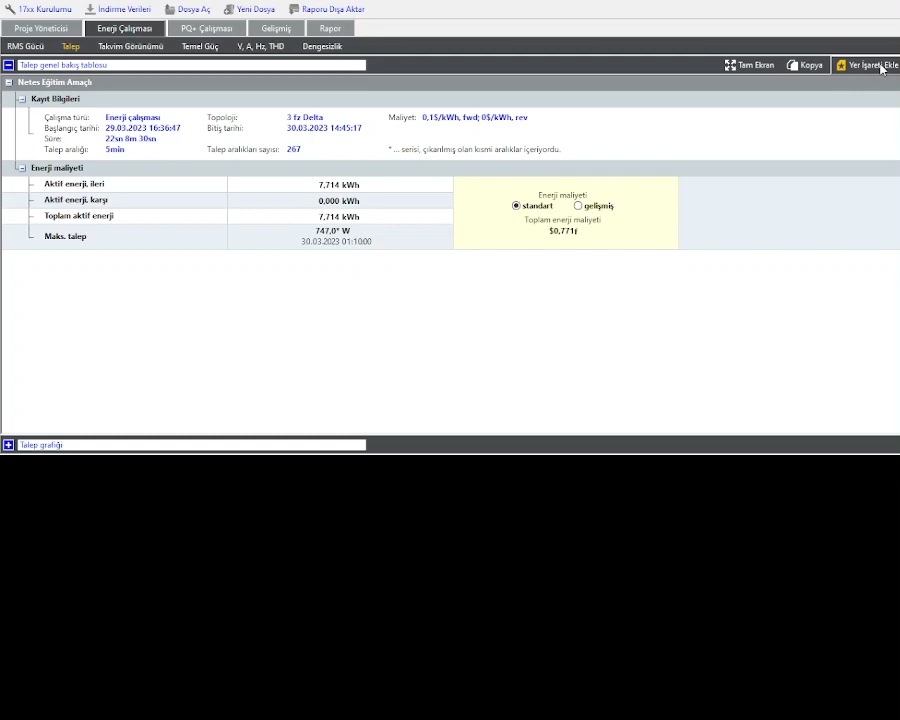 17xx Kurulumu İndirme Verileri Dosya Aç Yeni Dosya Raporu Dışa Aktar
Proje Yöneticisi Enerji Çalışması PQ+ Çalışması Gelişmiş Rapor
RMS Gücü Talep Takvim Görünümü Temel Güç V, A, Hz, THD Dengesizlik
Talep genel bakış tablosu Tam Ekran Kopya Yer İşareti Ekle
Netes Eğitim Amaçlı
Kayıt Bilgileri
Çalışma türü: Enerji çalışması Topoloji: 3 fz Delta Maliyet: 0,1$/kWh, fwd; 0$/kWh, rev
Başlangıç tarihi: 29.03.2023 16:36:47 Bitiş tarihi: 30.03.2023 14:45:17
Süre: 22sn 8m 30sn
Talep aralığı: 5min Talep aralıkları sayısı: 267 * ... serisi, çıkarılmış olan kısmi aralıklar içeriyordu.
Enerji maliyeti
Aktif enerji, ileri 7,714 kWh
Aktif enerji, karşı 0,000 kWh
Toplam aktif enerji 7,714 kWh
Maks. talep 747,0* W
30.03.2023 01:10:00
Enerji maliyeti
standart gelişmiş
Toplam enerji maliyeti
$0,771ƒ
Talep grafiği